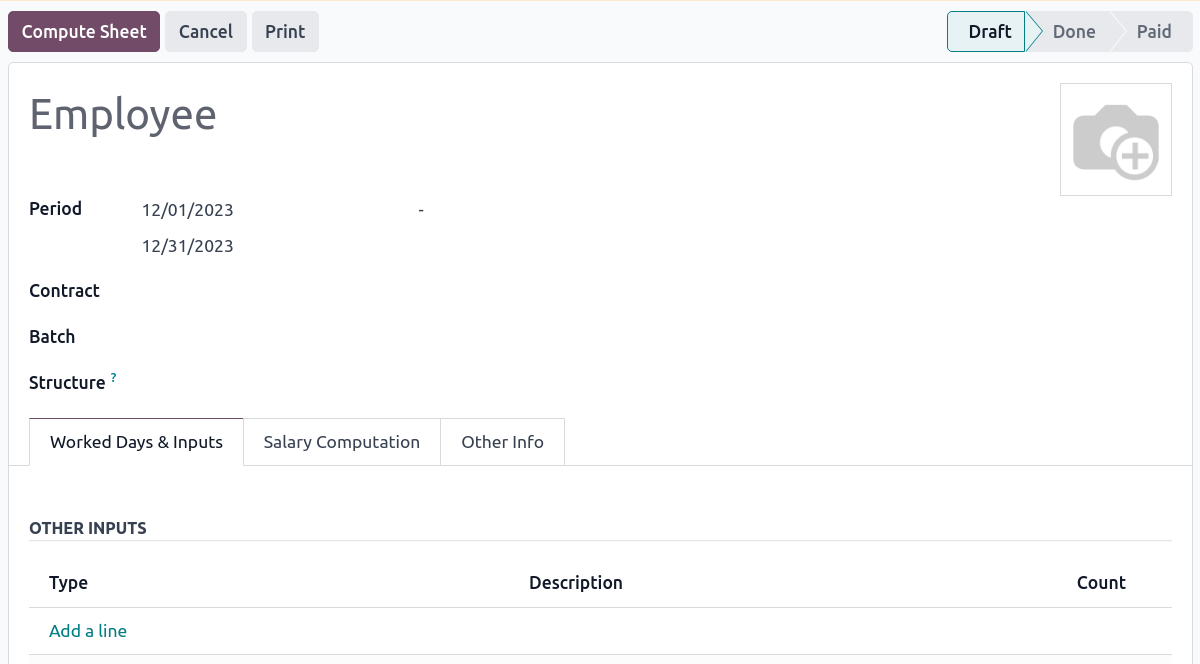 Compute Sheet Cancel Print Draft Done Paid
Employee
Period 12/01/2023 -
12/31/2023
Contract
Batch
Structure ?
Worked Days & Inputs Salary Computation Other Info
OTHER INPUTS
Type Description Count
Add a line